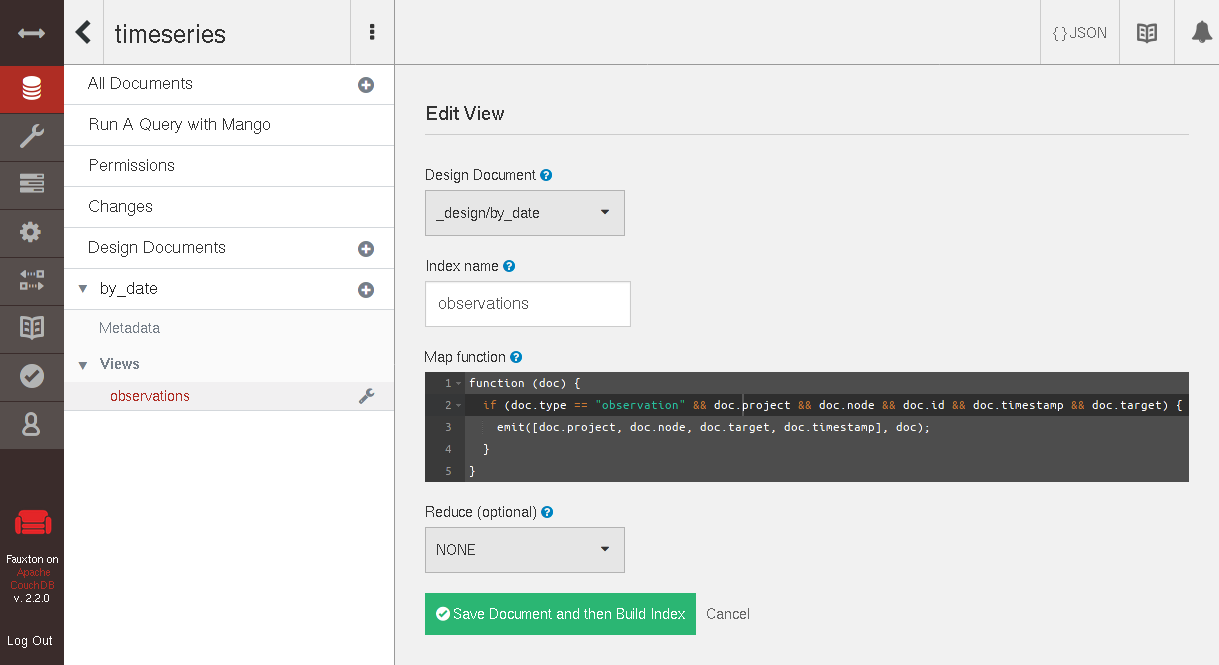 timeseries
{ } JSON
All Documents
Run A Query with Mango
Permissions
Changes
Design Documents
by_date
Metadata
Views
observations
Fauxton on
Apache
CouchDB
v. 2.2.0
Log Out
Edit View
Design Document
_design/by_date
Index name
observations
Map function
1 function (doc) {
2 if (doc.type == "observation" && doc.project && doc.node && doc.id && doc.timestamp && doc.target) {
3 emit([doc.project, doc.node, doc.target, doc.timestamp], doc);
4 }
5 }
Reduce (optional)
NONE
Save Document and then Build Index Cancel